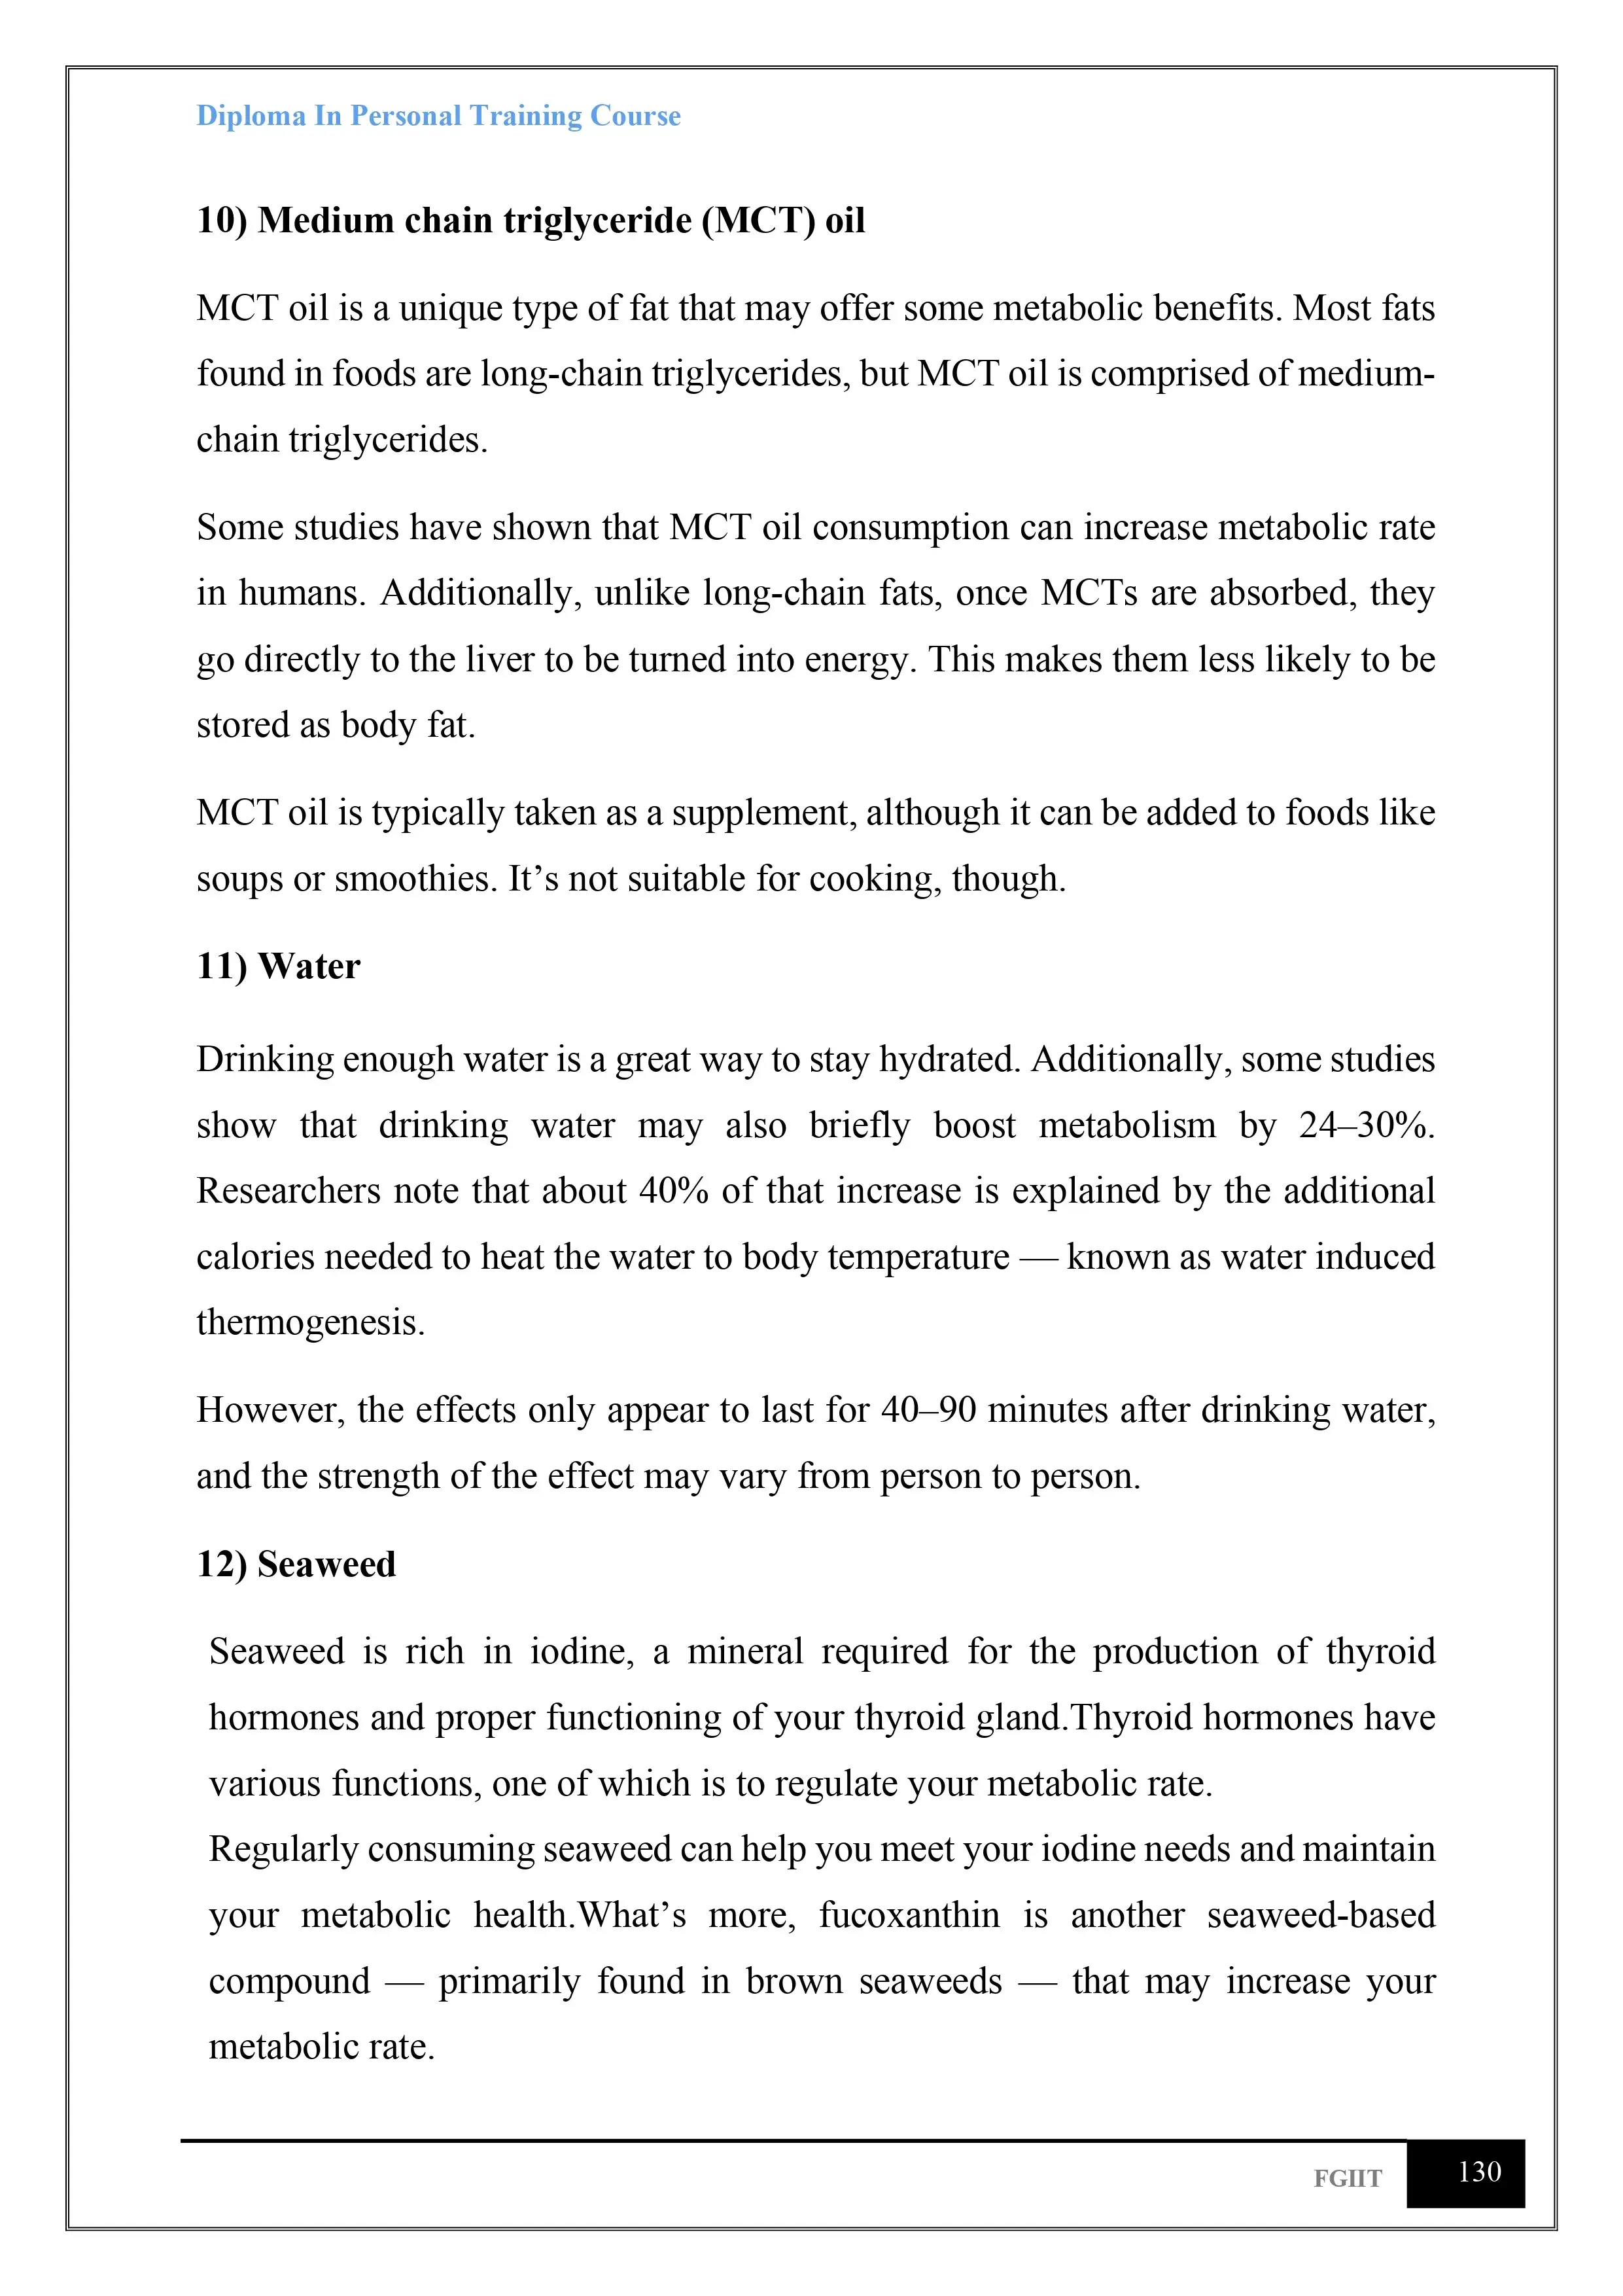 Diploma In Personal Training Course
10) Medium chain triglyceride (MCT) oil
MCT oil is a unique type of fat that may offer some metabolic benefits. Most fats
found in foods are long-chain triglycerides, but MCT oil is comprised of medium-
chain triglycerides.
Some studies have shown that MCT oil consumption can increase metabolic rate
in humans. Additionally, unlike long-chain fats, once MCTs are absorbed, they
go directly to the liver to be turned into energy. This makes them less likely to be
stored as body fat.
MCT oil is typically taken as a supplement, although it can be added to foods like
soups or smoothies. It’s not suitable for cooking, though.
11) Water
Drinking enough water is a great way to stay hydrated. Additionally, some studies
show that drinking water may also briefly boost metabolism by 24–30%.
Researchers note that about 40% of that increase is explained by the additional
calories needed to heat the water to body temperature — known as water induced
thermogenesis.
However, the effects only appear to last for 40–90 minutes after drinking water,
and the strength of the effect may vary from person to person.
12) Seaweed
Seaweed is rich in iodine, a mineral required for the production of thyroid
hormones and proper functioning of your thyroid gland.Thyroid hormones have
various functions, one of which is to regulate your metabolic rate.
Regularly consuming seaweed can help you meet your iodine needs and maintain
your metabolic health.What’s more, fucoxanthin is another seaweed-based
compound — primarily found in brown seaweeds — that may increase your
metabolic rate.
FGIIT 130